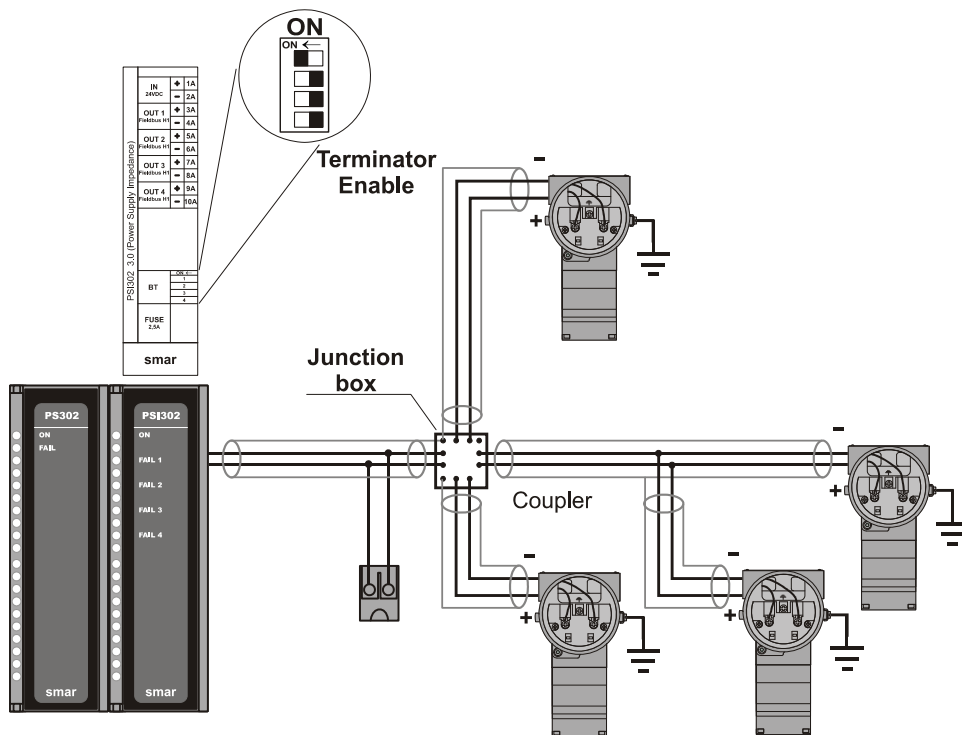 ON
ON ←
Terminator
Enable
PSI302 3.0 (Power Supply Impedance)
IN + 1A
24VDC - 2A
OUT 1 + 3A
Fieldbus H1 - 4A
OUT 2 + 5A
Fieldbus H1 - 6A
OUT 3 + 7A
Fieldbus H1 - 8A
OUT 4 + 9A
Fieldbus H1 - 10A
ON ←
1
BT 2
3
4
FUSE
2,5A
smar
Junction
box
PS302
ON
FAIL
smar
PSI302
ON
FAIL 1
FAIL 2
FAIL 3
FAIL 4
smar
Coupler
-
+
-
+
-
+
-
+